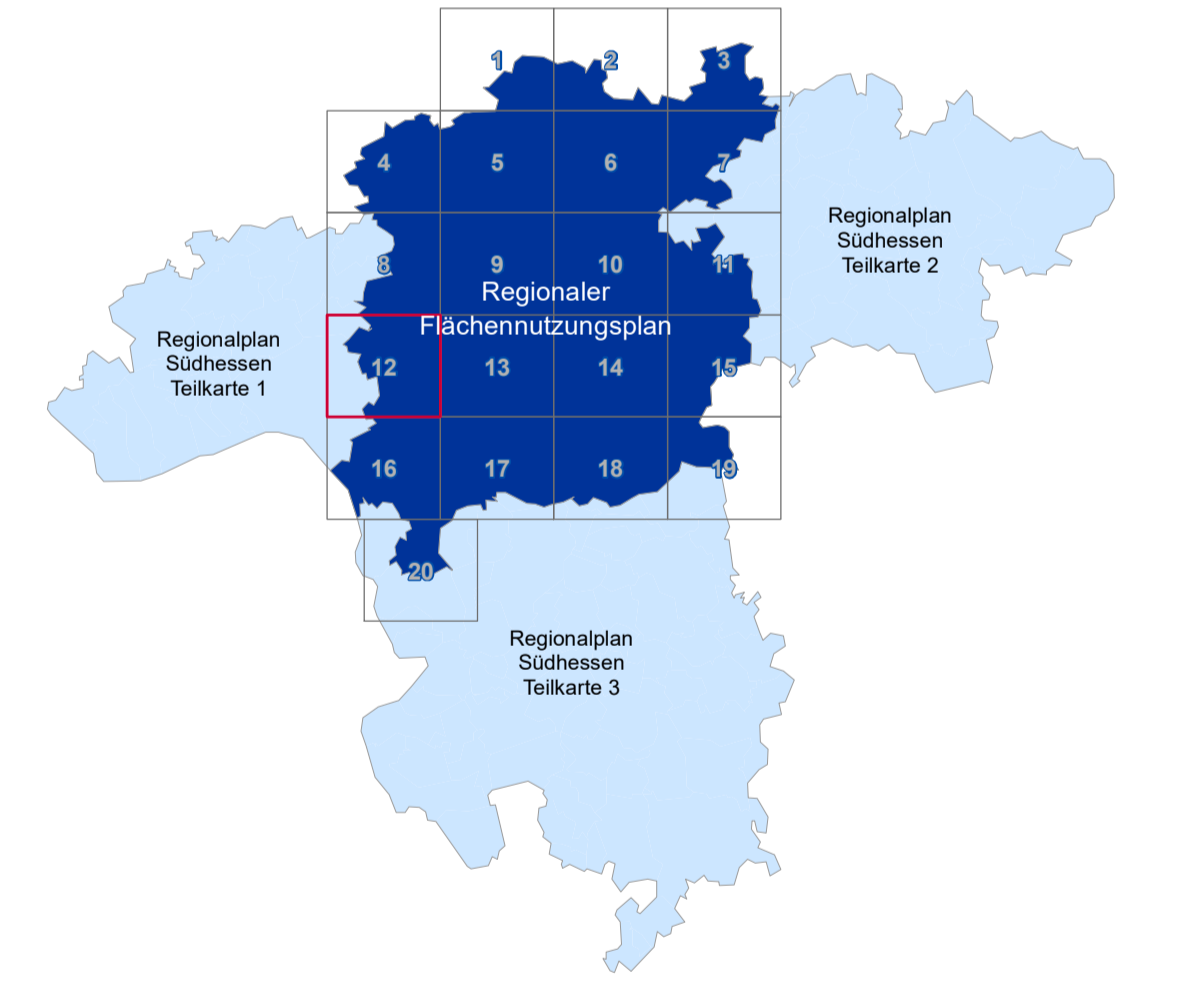 1
2
3
4
5
6
7
Regionalplan
Südhessen
Teilkarte 2
8
9
10
11
Regionaler
Flächennutzungsplan
Regionalplan
Südhessen
Teilkarte 1
12
13
14
15
16
17
18
19
20
Regionalplan
Südhessen
Teilkarte 3